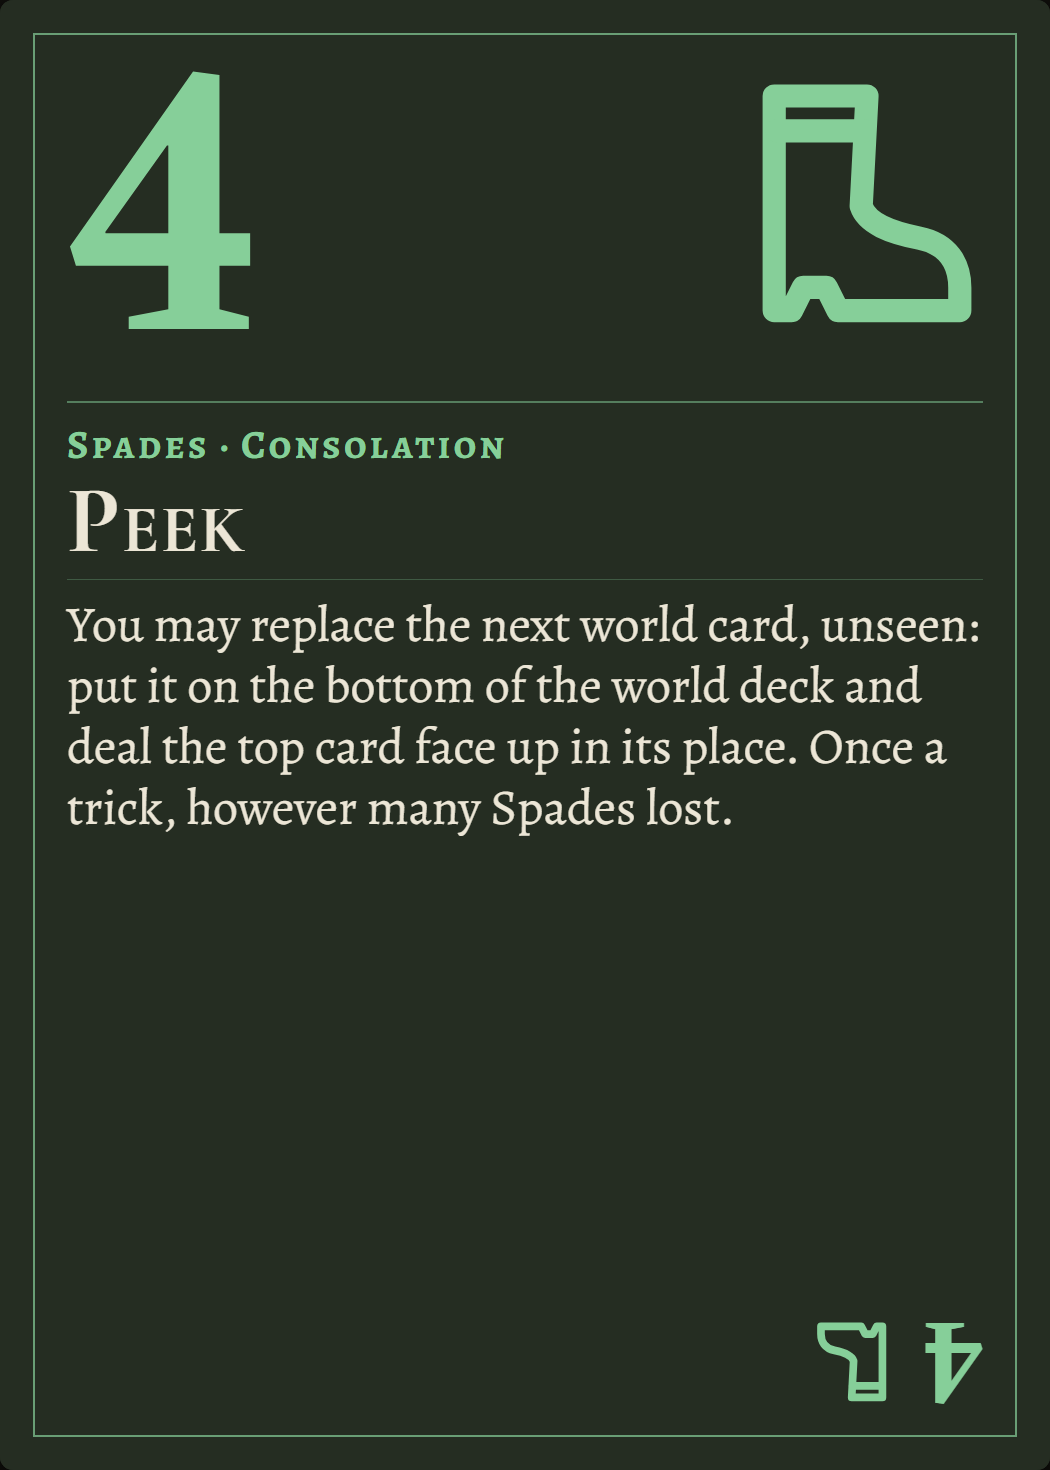 4
Spades · Consolation
Peek
You may replace the next world card, unseen:
put it on the bottom of the world deck and
deal the top card face up in its place. Once a
trick, however many Spades lost.
4